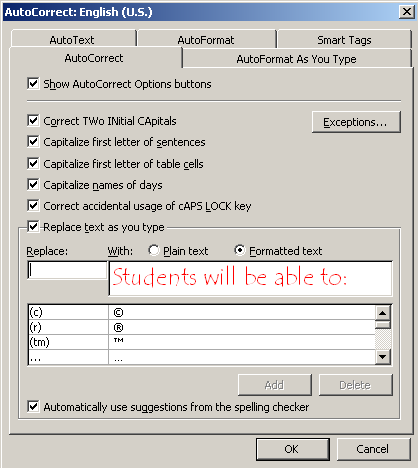 AutoCorrect: English (U.S.)
AutoText AutoFormat Smart Tags
AutoCorrect AutoFormat As You Type
Show AutoCorrect Options buttons
Correct TWo INitial CApitals Exceptions...
Capitalize first letter of sentences
Capitalize first letter of table cells
Capitalize names of days
Correct accidental usage of cAPS LOCK key
Replace text as you type
Replace: With: Plain text Formatted text
Students will be able to:
(c) ©
(r) ®
(tm) ™
... …
Add Delete
Automatically use suggestions from the spelling checker
OK Cancel